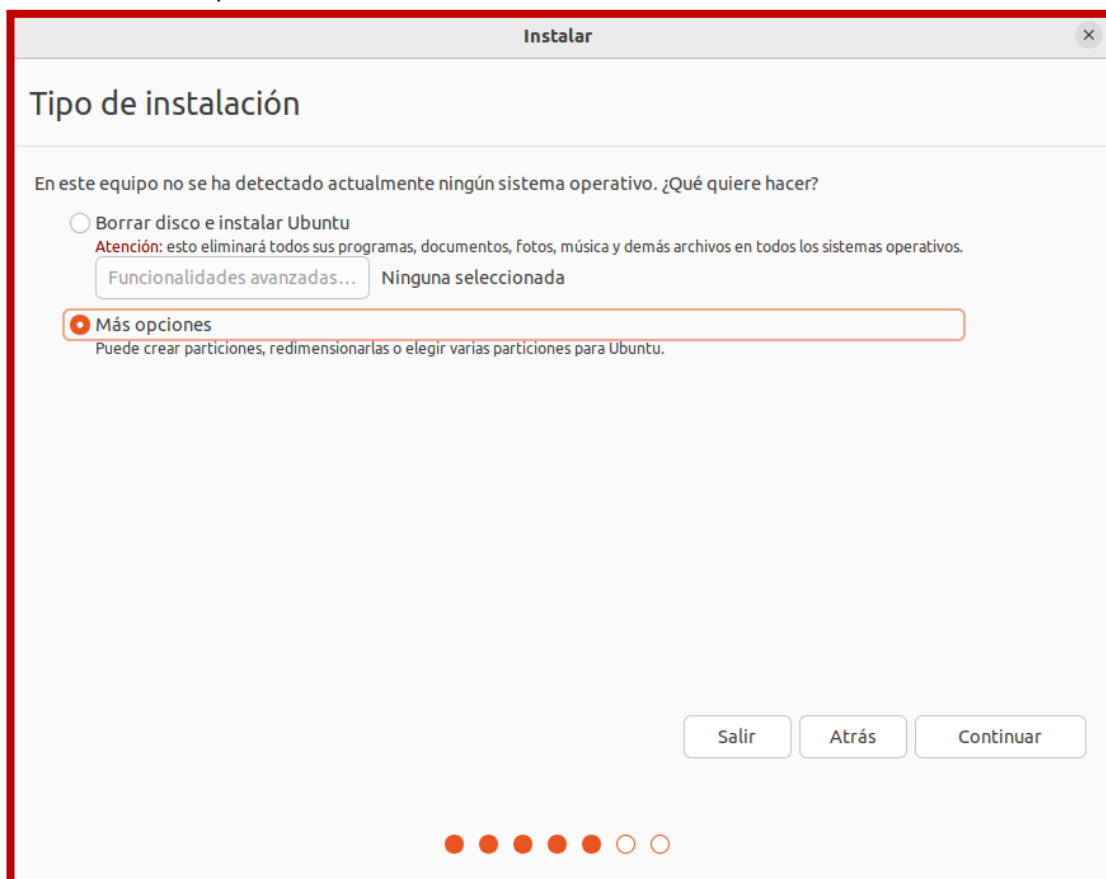 Instalar
Tipo de instalación
En este equipo no se ha detectado actualmente ningún sistema operativo. ¿Qué quiere hacer?
Borrar disco e instalar Ubuntu
Atención: esto eliminará todos sus programas, documentos, fotos, música y demás archivos en todos los sistemas operativos.
Funcionalidades avanzadas... Ninguna seleccionada
Más opciones
Puede crear particiones, redimensionarlas o elegir varias particiones para Ubuntu.
Salir Atrás Continuar